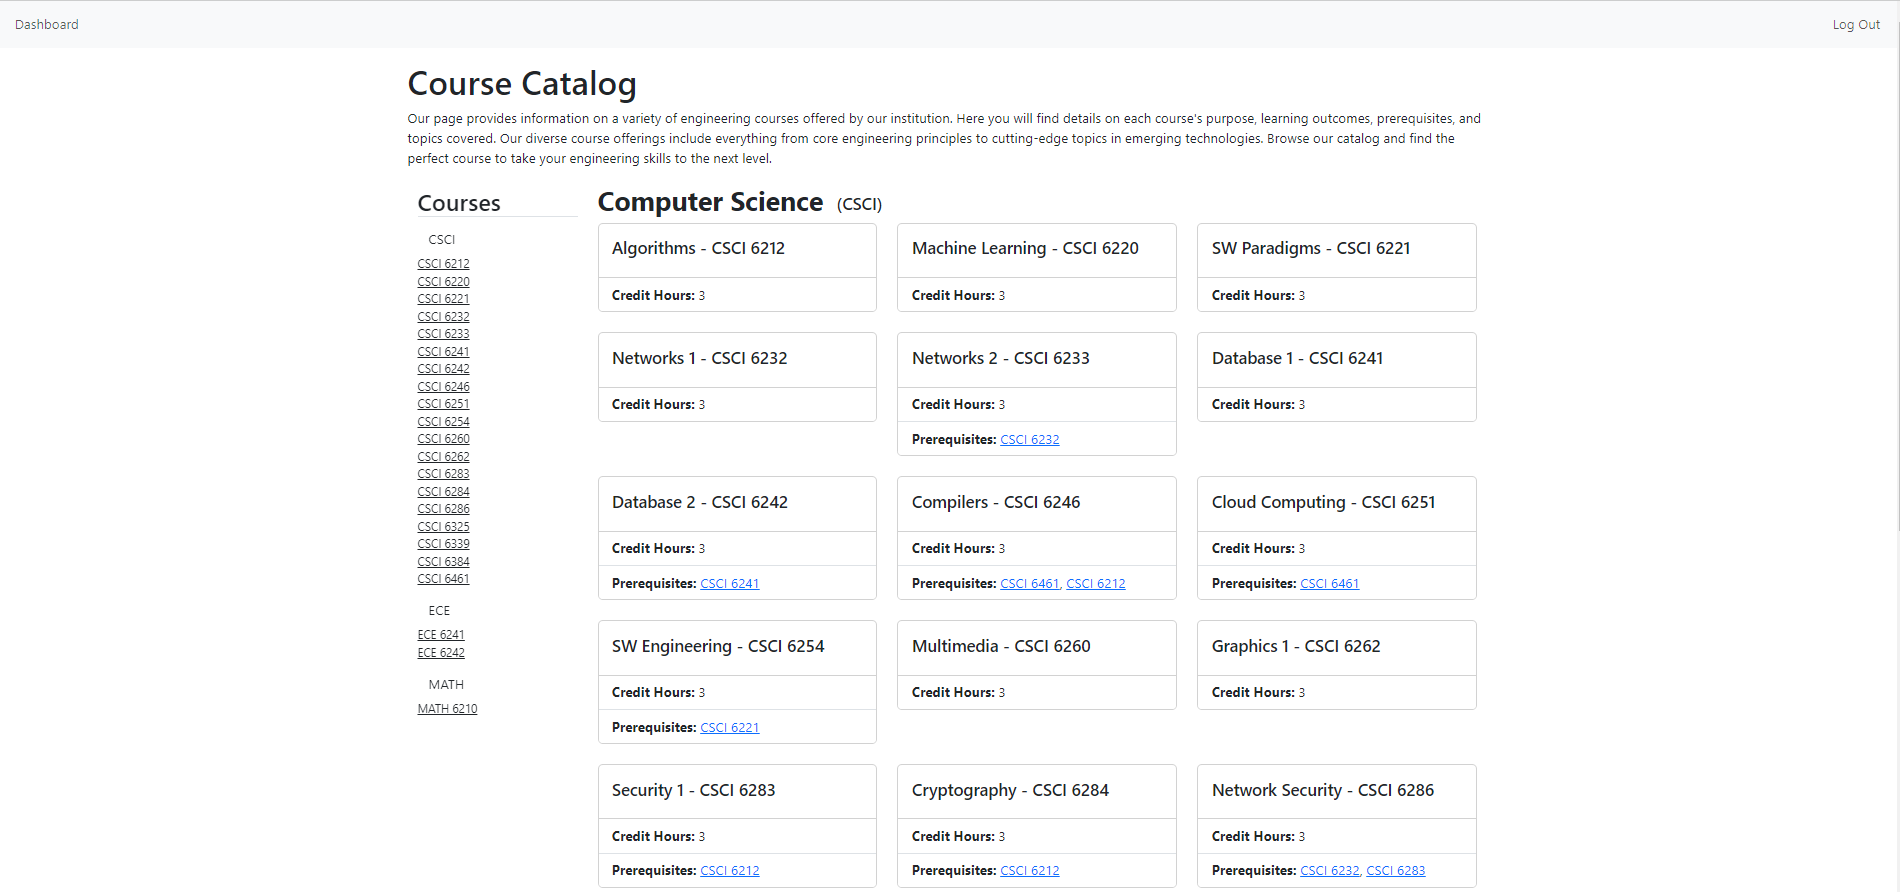 Dashboard
Log Out
Course Catalog
Our page provides information on a variety of engineering courses offered by our institution. Here you will find details on each course's purpose, learning outcomes, prerequisites, and
topics covered. Our diverse course offerings include everything from core engineering principles to cutting-edge topics in emerging technologies. Browse our catalog and find the
perfect course to take your engineering skills to the next level.
Courses
CSCI
CSCI 6212
CSCI 6220
CSCI 6221
CSCI 6232
CSCI 6233
CSCI 6241
CSCI 6242
CSCI 6246
CSCI 6251
CSCI 6254
CSCI 6260
CSCI 6262
CSCI 6283
CSCI 6284
CSCI 6286
CSCI 6325
CSCI 6339
CSCI 6384
CSCI 6461
ECE
ECE 6241
ECE 6242
MATH
MATH 6210
Computer Science (CSCI)
Algorithms - CSCI 6212
Credit Hours: 3
Machine Learning - CSCI 6220
Credit Hours: 3
SW Paradigms - CSCI 6221
Credit Hours: 3
Networks 1 - CSCI 6232
Credit Hours: 3
Networks 2 - CSCI 6233
Credit Hours: 3
Prerequisites: CSCI 6232
Database 1 - CSCI 6241
Credit Hours: 3
Database 2 - CSCI 6242
Credit Hours: 3
Prerequisites: CSCI 6241
Compilers - CSCI 6246
Credit Hours: 3
Prerequisites: CSCI 6461, CSCI 6212
Cloud Computing - CSCI 6251
Credit Hours: 3
Prerequisites: CSCI 6461
SW Engineering - CSCI 6254
Credit Hours: 3
Prerequisites: CSCI 6221
Multimedia - CSCI 6260
Credit Hours: 3
Graphics 1 - CSCI 6262
Credit Hours: 3
Security 1 - CSCI 6283
Credit Hours: 3
Prerequisites: CSCI 6212
Cryptography - CSCI 6284
Credit Hours: 3
Prerequisites: CSCI 6212
Network Security - CSCI 6286
Credit Hours: 3
Prerequisites: CSCI 6232, CSCI 6283